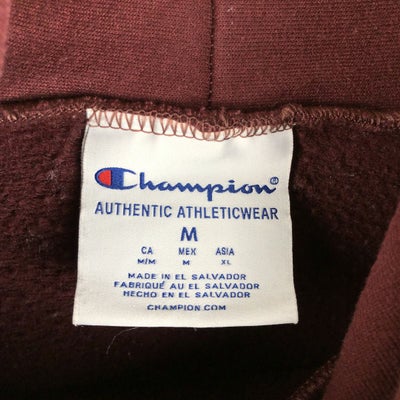 Champion®
AUTHENTIC ATHLETICWEAR
M
CA MEX ASIA
M/M M XL
MADE IN EL SALVADOR
FABRIQUÉ AU EL SALVADOR
HECHO EN EL SALVADOR
CHAMPION.COM